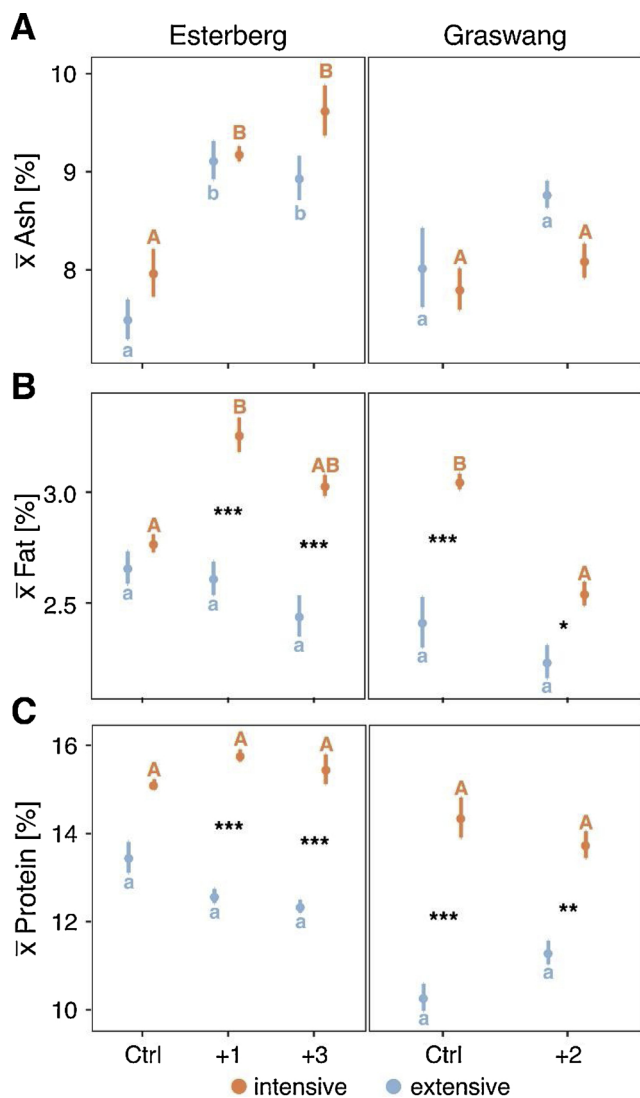 A
Esterberg
Graswang
x̅ Ash [%]
10
9
8
A
a
B
b
B
b
A
a
a
A
B
x̅ Fat [%]
3.0
2.5
A
a
B
***
a
AB
***
a
B
***
a
A
*
a
C
x̅ Protein [%]
16
14
12
10
A
a
A
***
a
A
***
a
A
***
a
A
**
a
Ctrl +1 +3 Ctrl +2
intensive extensive